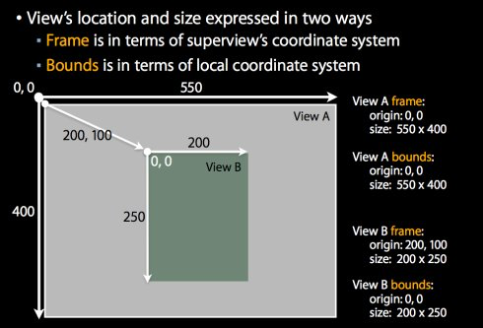 • View's location and size expressed in two ways
▪ Frame is in terms of superview's coordinate system
▪ Bounds is in terms of local coordinate system
0, 0
550
View A
200, 100
200
0, 0
View B
250
400
View A frame:
origin: 0, 0
size: 550 x 400
View A bounds:
origin: 0, 0
size: 550 x 400
View B frame:
origin: 200, 100
size: 200 x 250
View B bounds:
origin: 0, 0
size: 200 x 250